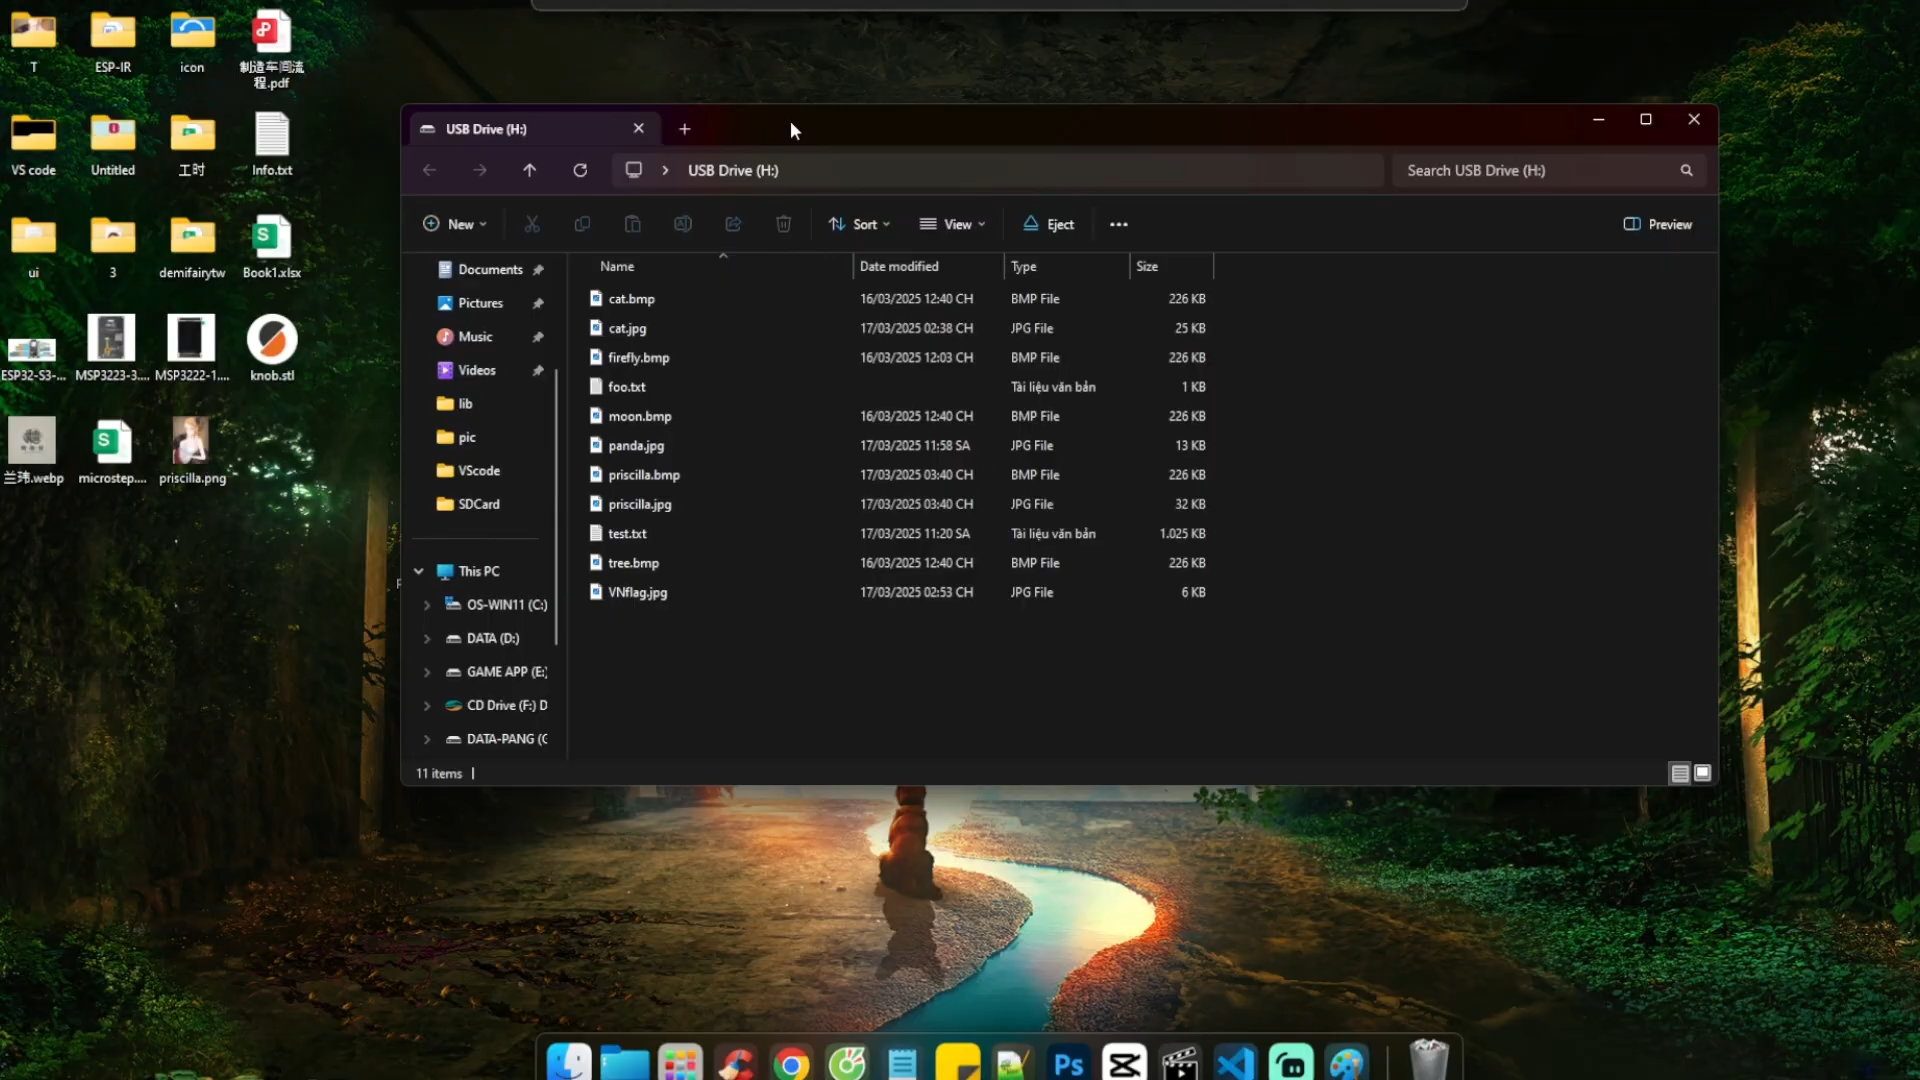 T
ESP-IR
icon
制造车间流
程.pdf
VS code
Untitled
工时
Info.txt
ui
3
demifairytw
Book1.xlsx
ESP32-S3-...
MSP3223-3....
MSP3222-1....
knob.stl
兰玮.webp
microstep....
priscilla.png
USB Drive (H:)
USB Drive (H:)
Search USB Drive (H:)
New
Sort
View
Eject
Preview
Documents
Pictures
Music
Videos
lib
pic
VScode
SDCard
This PC
OS-WIN11 (C:)
DATA (D:)
GAME APP (E:)
CD Drive (F:) D
DATA-PANG (G
Name Date modified Type Size
cat.bmp 16/03/2025 12:40 CH BMP File 226 KB
cat.jpg 17/03/2025 02:38 CH JPG File 25 KB
firefly.bmp 16/03/2025 12:03 CH BMP File 226 KB
foo.txt Tài liệu văn bản 1 KB
moon.bmp 16/03/2025 12:40 CH BMP File 226 KB
panda.jpg 17/03/2025 11:58 SA JPG File 13 KB
priscilla.bmp 17/03/2025 03:40 CH BMP File 226 KB
priscilla.jpg 17/03/2025 03:40 CH JPG File 32 KB
test.txt 17/03/2025 11:20 SA Tài liệu văn bản 1.025 KB
tree.bmp 16/03/2025 12:40 CH BMP File 226 KB
VNflag.jpg 17/03/2025 02:53 CH JPG File 6 KB
11 items
Ps